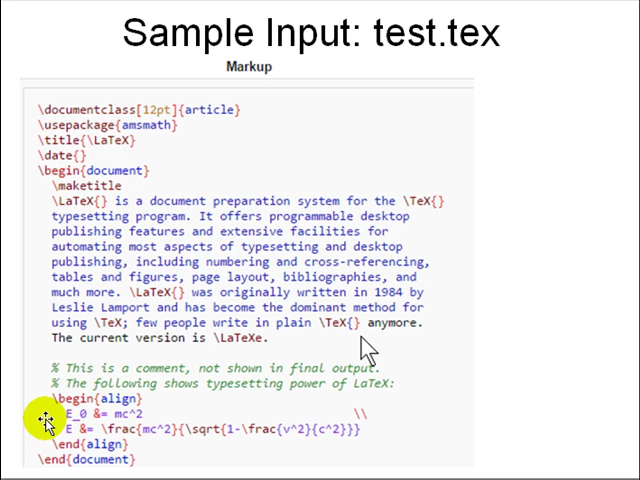 Sample Input: test.tex
Markup
\documentclass[12pt]{article}
\usepackage{amsmath}
\title{\LaTeX}
\date{}
\begin{document}
\maketitle
\LaTeX{} is a document preparation system for the \TeX{}
typesetting program. It offers programmable desktop
publishing features and extensive facilities for
automating most aspects of typesetting and desktop
publishing, including numbering and cross-referencing,
tables and figures, page layout, bibliographies, and
much more. \LaTeX{} was originally written in 1984 by
Leslie Lamport and has become the dominant method for
using \TeX; few people write in plain \TeX{} anymore.
The current version is \LaTeXe.
% This is a comment, not shown in final output.
% The following shows typesetting power of LaTeX:
\begin{align}
E_0 &= mc^2 \\
E &= \frac{mc^2}{\sqrt{1-\frac{v^2}{c^2}}}
\end{align}
\end{document}